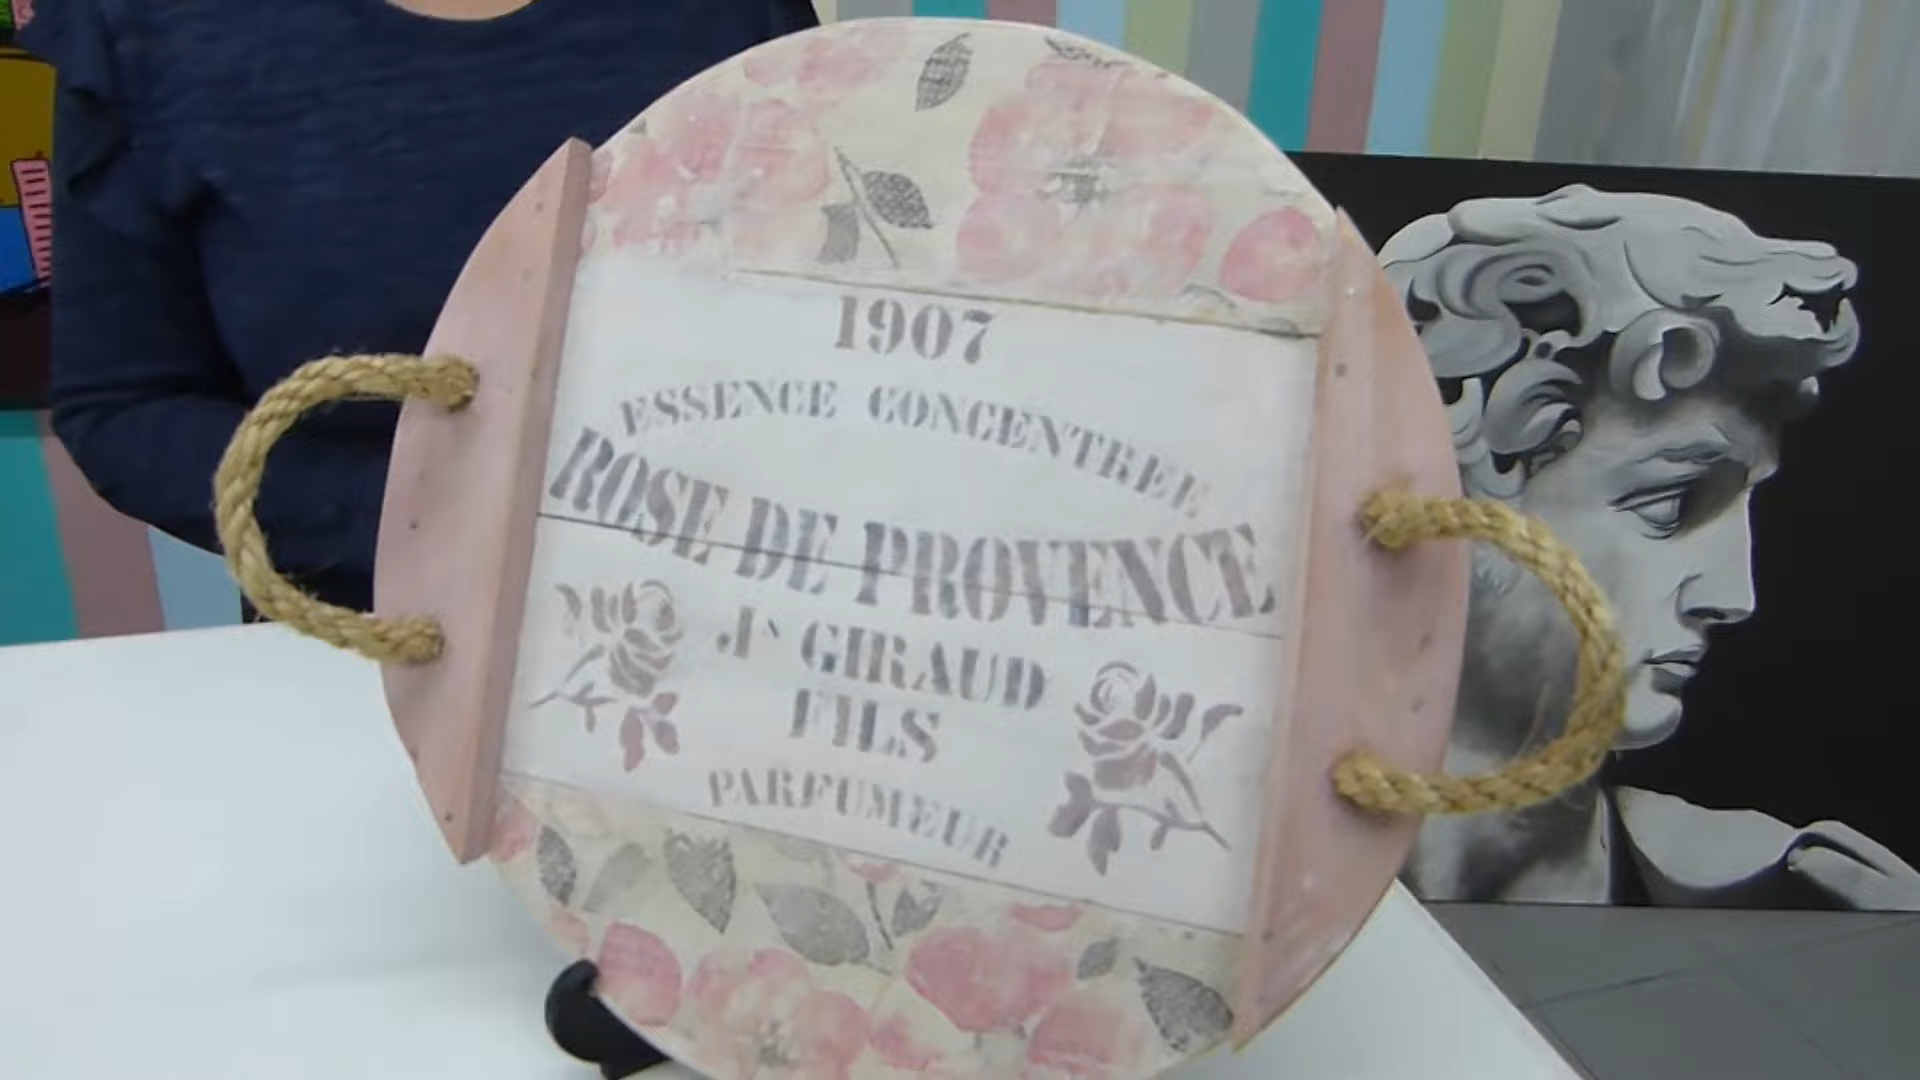 1907
ESSENCE CONCENTREE
ROSE DE PROVENCE
Js GIRAUD
FILS
PARFUMEUR